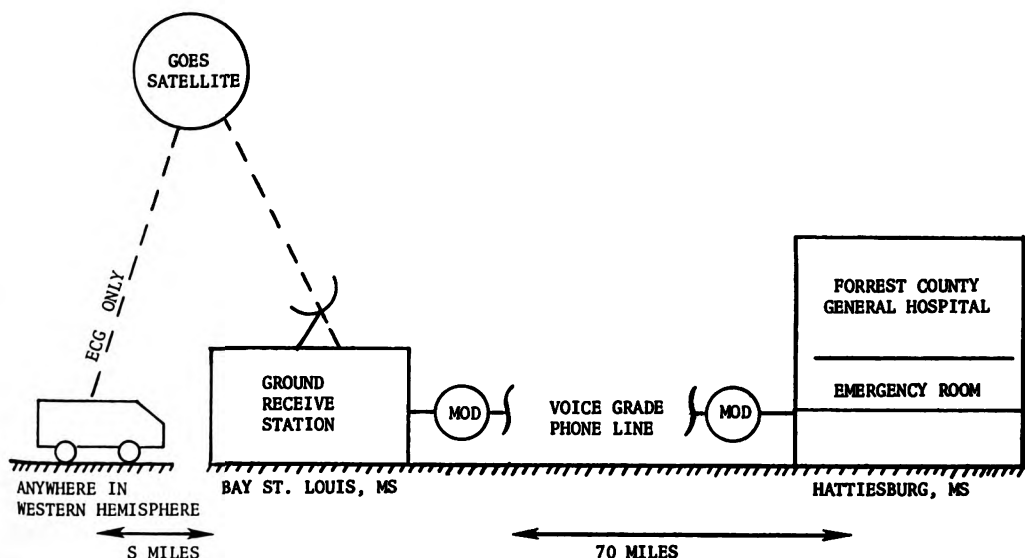 GOES
SATELLITE
ECG ONLY
FORREST COUNTY
GENERAL HOSPITAL
EMERGENCY ROOM
GROUND
RECEIVE
STATION
MOD
VOICE GRADE
PHONE LINE
MOD
ANYWHERE IN
WESTERN HEMISPHERE
BAY ST. LOUIS, MS
HATTIESBURG, MS
S MILES
70 MILES